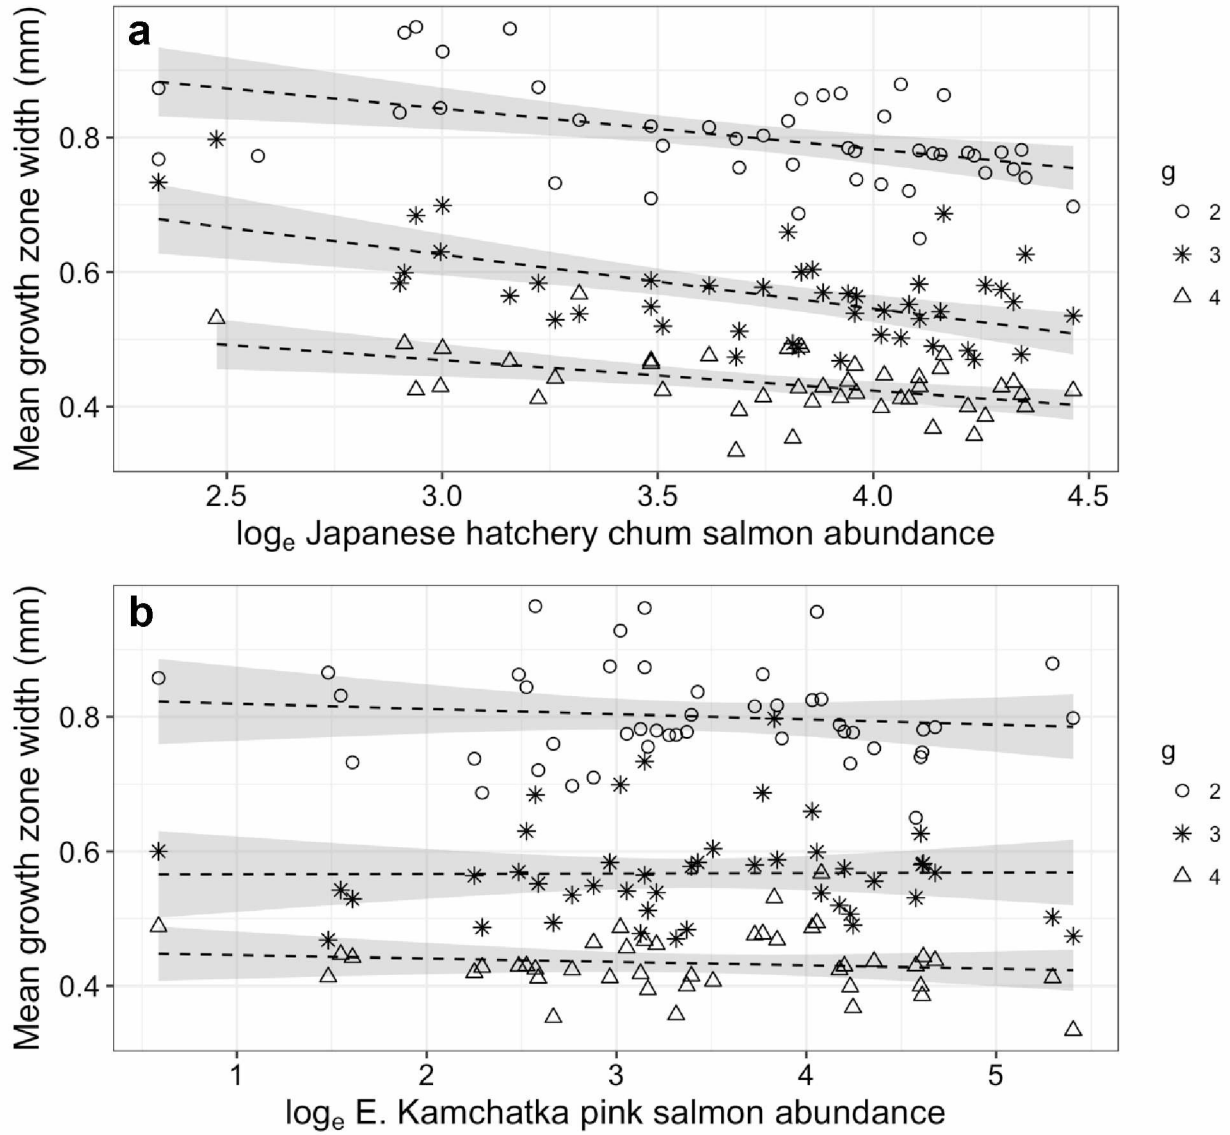 a
Mean growth zone width (mm)
0.8
0.6
0.4
2.5 3.0 3.5 4.0 4.5
logₑ Japanese hatchery chum salmon abundance
g
2
3
4
b
Mean growth zone width (mm)
0.8
0.6
0.4
1 2 3 4 5
logₑ E. Kamchatka pink salmon abundance
g
2
3
4